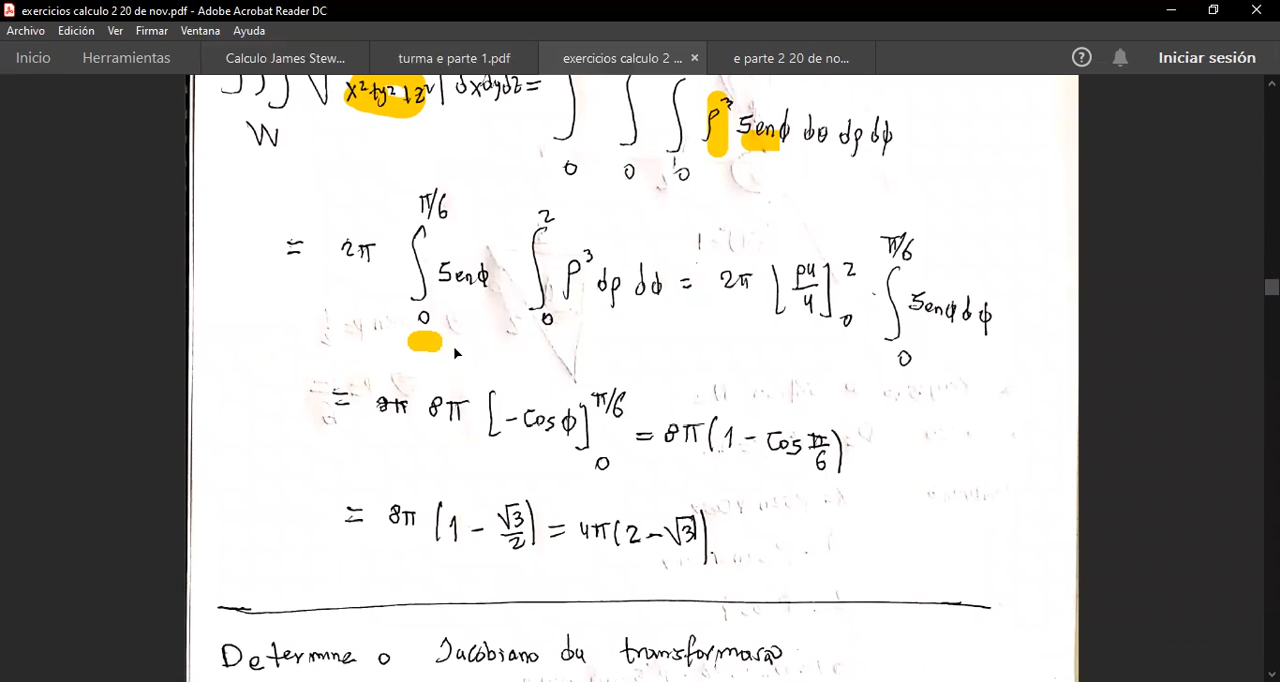 exercicios calculo 2 20 de nov.pdf - Adobe Acrobat Reader DC
Archivo Edición Ver Firmar Ventana Ayuda
Inicio Herramientas Calculo James Stew... turma e parte 1.pdf exercicios calculo 2 ... × e parte 2 20 de no... Iniciar sesión
∫∫∫ √x²+y²+z² dxdydz = ∫ ∫ ∫ ρ³ Senϕ dθ dρ dϕ
W 0 0 0
= 2π ∫₀^{π/6} Senϕ ∫₀² ρ³ dρ dϕ = 2π [ρ4/4]₀² · ∫₀^{π/6} Senϕ dϕ
= 8π [-Cosϕ]₀^{π/6} = 8π(1 - Cos π/6)
= 8π (1 - √3/2) = 4π(2 - √3).
Determine o Jacobiano da transformação